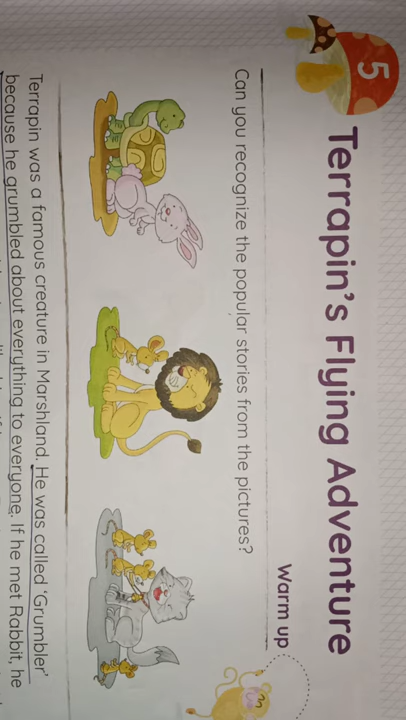 5
Terrapin's Flying Adventure
Warm up
Can you recognize the popular stories from the pictures?
Terrapin was a famous creature in Marshland. He was called 'Grumbler'
because he grumbled about everything to everyone. If he met Rabbit, he